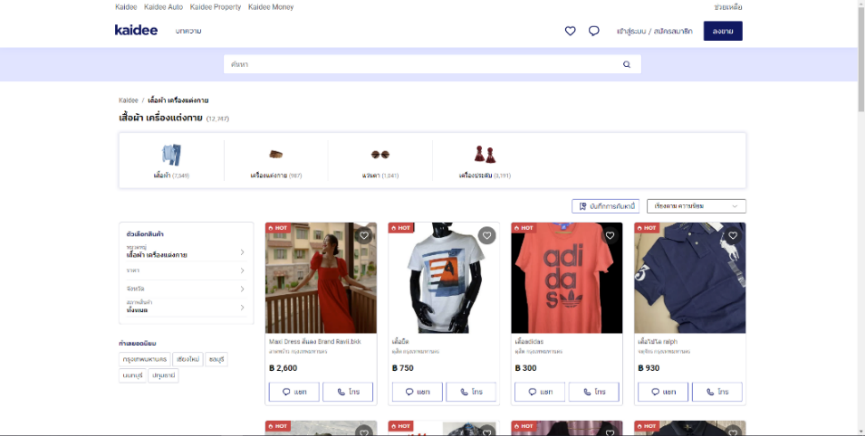 Kaidee Kaidee Auto Kaidee Property Kaidee Money
ช่วยเหลือ
kaidee บทความ
เข้าสู่ระบบ / สมัครสมาชิก ลงขาย
ค้นหา
Kaidee / เสื้อผ้า เครื่องแต่งกาย
เสื้อผ้า เครื่องแต่งกาย
เสื้อผ้า เครื่องแต่งกาย แว่นตา เครื่องประดับ
บันทึกการค้นหานี้ เรียงตาม ความนิยม
ตัวเลือกสินค้า
หมวดหมู่
เสื้อผ้า เครื่องแต่งกาย
ราคา
จังหวัด
สภาพสินค้า
ทั้งหมด
คำยอดนิยม
กรุงเทพมหานคร เชียงใหม่ ชลบุรี
นนทบุรี ปทุมธานี
HOT
Maxi Dress สีแดง Brand Ravii.bkk
กรุงเทพมหานคร
฿ 2,600
แชท โทร
HOT
เสื้อยืด
กรุงเทพมหานคร
฿ 750
แชท โทร
HOT
adidas
เสื้อadidas
กรุงเทพมหานคร
฿ 300
แชท โทร
HOT
3
เสื้อโปโล ralph
กรุงเทพมหานคร
฿ 930
แชท โทร
HOT HOT HOT HOT